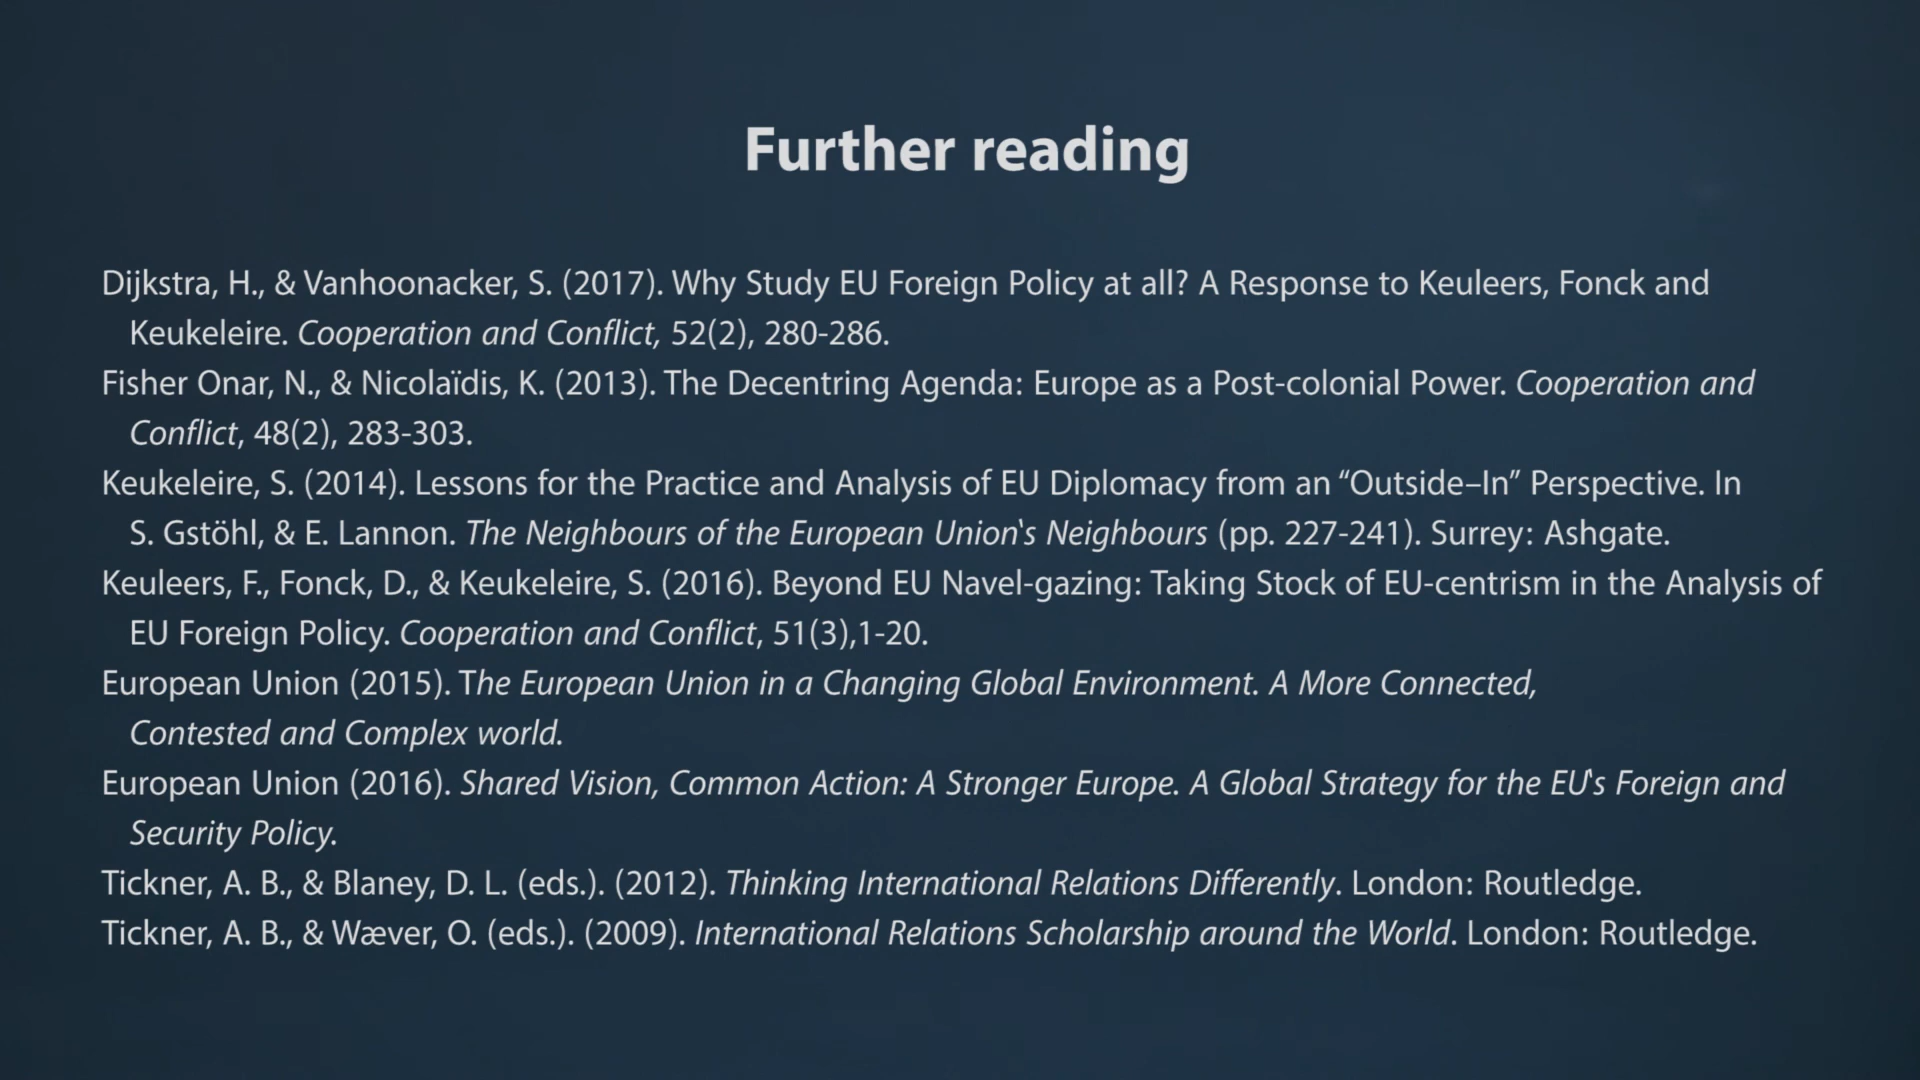 Further reading
Dijkstra, H., & Vanhoonacker, S. (2017). Why Study EU Foreign Policy at all? A Response to Keuleers, Fonck and
Keukeleire. Cooperation and Conflict, 52(2), 280-286.
Fisher Onar, N., & Nicolaïdis, K. (2013). The Decentring Agenda: Europe as a Post-colonial Power. Cooperation and
Conflict, 48(2), 283-303.
Keukeleire, S. (2014). Lessons for the Practice and Analysis of EU Diplomacy from an “Outside–In” Perspective. In
S. Gstöhl, & E. Lannon. The Neighbours of the European Union's Neighbours (pp. 227-241). Surrey: Ashgate.
Keuleers, F., Fonck, D., & Keukeleire, S. (2016). Beyond EU Navel-gazing: Taking Stock of EU-centrism in the Analysis of
EU Foreign Policy. Cooperation and Conflict, 51(3),1-20.
European Union (2015). The European Union in a Changing Global Environment. A More Connected,
Contested and Complex world.
European Union (2016). Shared Vision, Common Action: A Stronger Europe. A Global Strategy for the EU's Foreign and
Security Policy.
Tickner, A. B., & Blaney, D. L. (eds.). (2012). Thinking International Relations Differently. London: Routledge.
Tickner, A. B., & Wæver, O. (eds.). (2009). International Relations Scholarship around the World. London: Routledge.